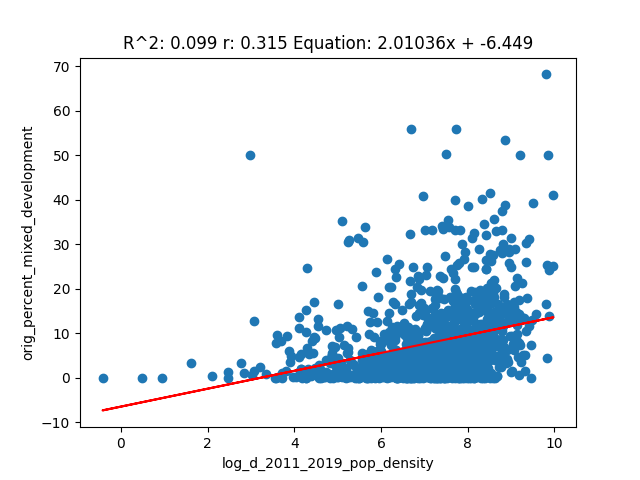 R^2: 0.099 r: 0.315 Equation: 2.01036x + -6.449
70
60
50
40
30
20
10
0
−10
orig_percent_mixed_development
0 2 4 6 8 10
log_d_2011_2019_pop_density